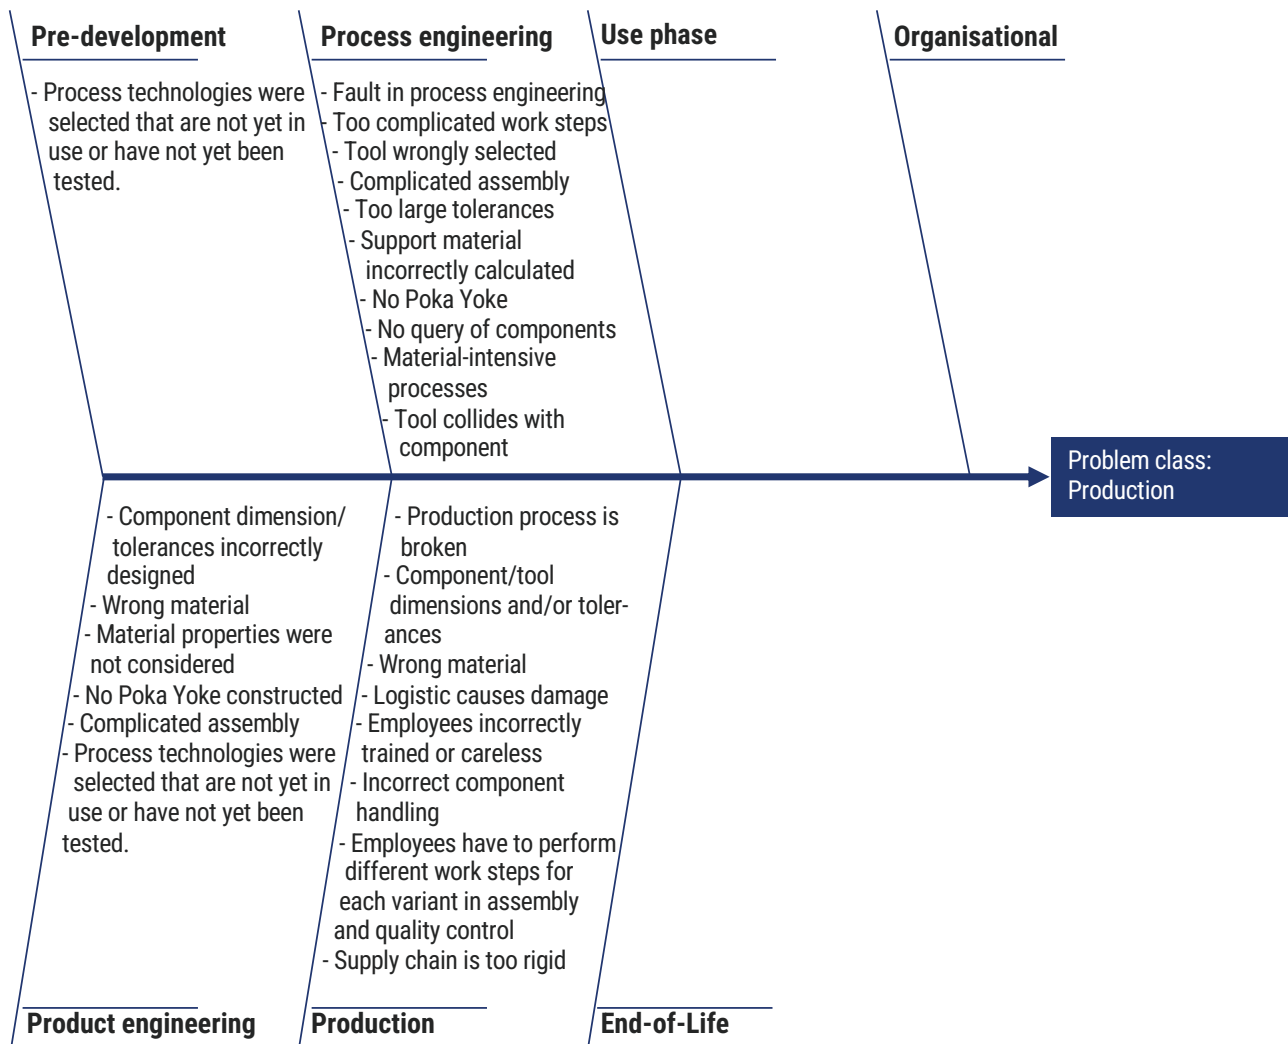 Pre-development
- Process technologies were
selected that are not yet in
use or have not yet been
tested.
Process engineering
- Fault in process engineering
- Too complicated work steps
- Tool wrongly selected
- Complicated assembly
- Too large tolerances
- Support material
incorrectly calculated
- No Poka Yoke
- No query of components
- Material-intensive
processes
- Tool collides with
component
Use phase
Organisational
Problem class:
Production
- Component dimension/
tolerances incorrectly
designed
- Wrong material
- Material properties were
not considered
- No Poka Yoke constructed
- Complicated assembly
- Process technologies were
selected that are not yet in
use or have not yet been
tested.
Product engineering
- Production process is
broken
- Component/tool
dimensions and/or toler-
ances
- Wrong material
- Logistic causes damage
- Employees incorrectly
trained or careless
- Incorrect component
handling
- Employees have to perform
different work steps for
each variant in assembly
and quality control
- Supply chain is too rigid
Production
End-of-Life